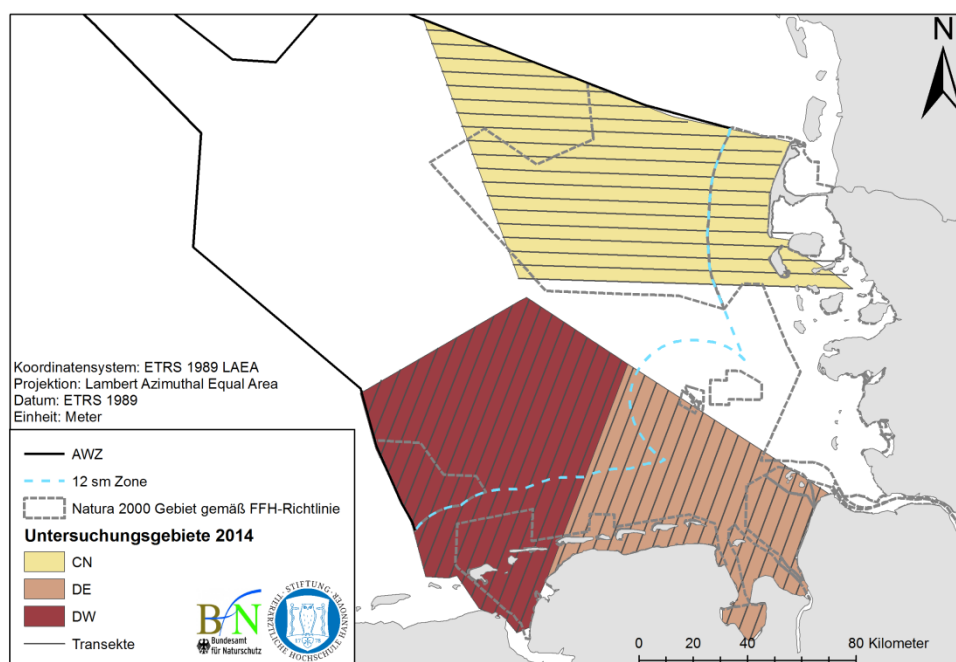 N
Koordinatensystem: ETRS 1989 LAEA
Projektion: Lambert Azimuthal Equal Area
Datum: ETRS 1989
Einheit: Meter
AWZ
12 sm Zone
Natura 2000 Gebiet gemäß FFH-Richtlinie
Untersuchungsgebiete 2014
CN
DE
DW
Transekte
BfN
Bundesamt
für Naturschutz
STIFTUNG
TIERÄRZTLICHE HOCHSCHULE HANNOVER
0 20 40 80 Kilometer